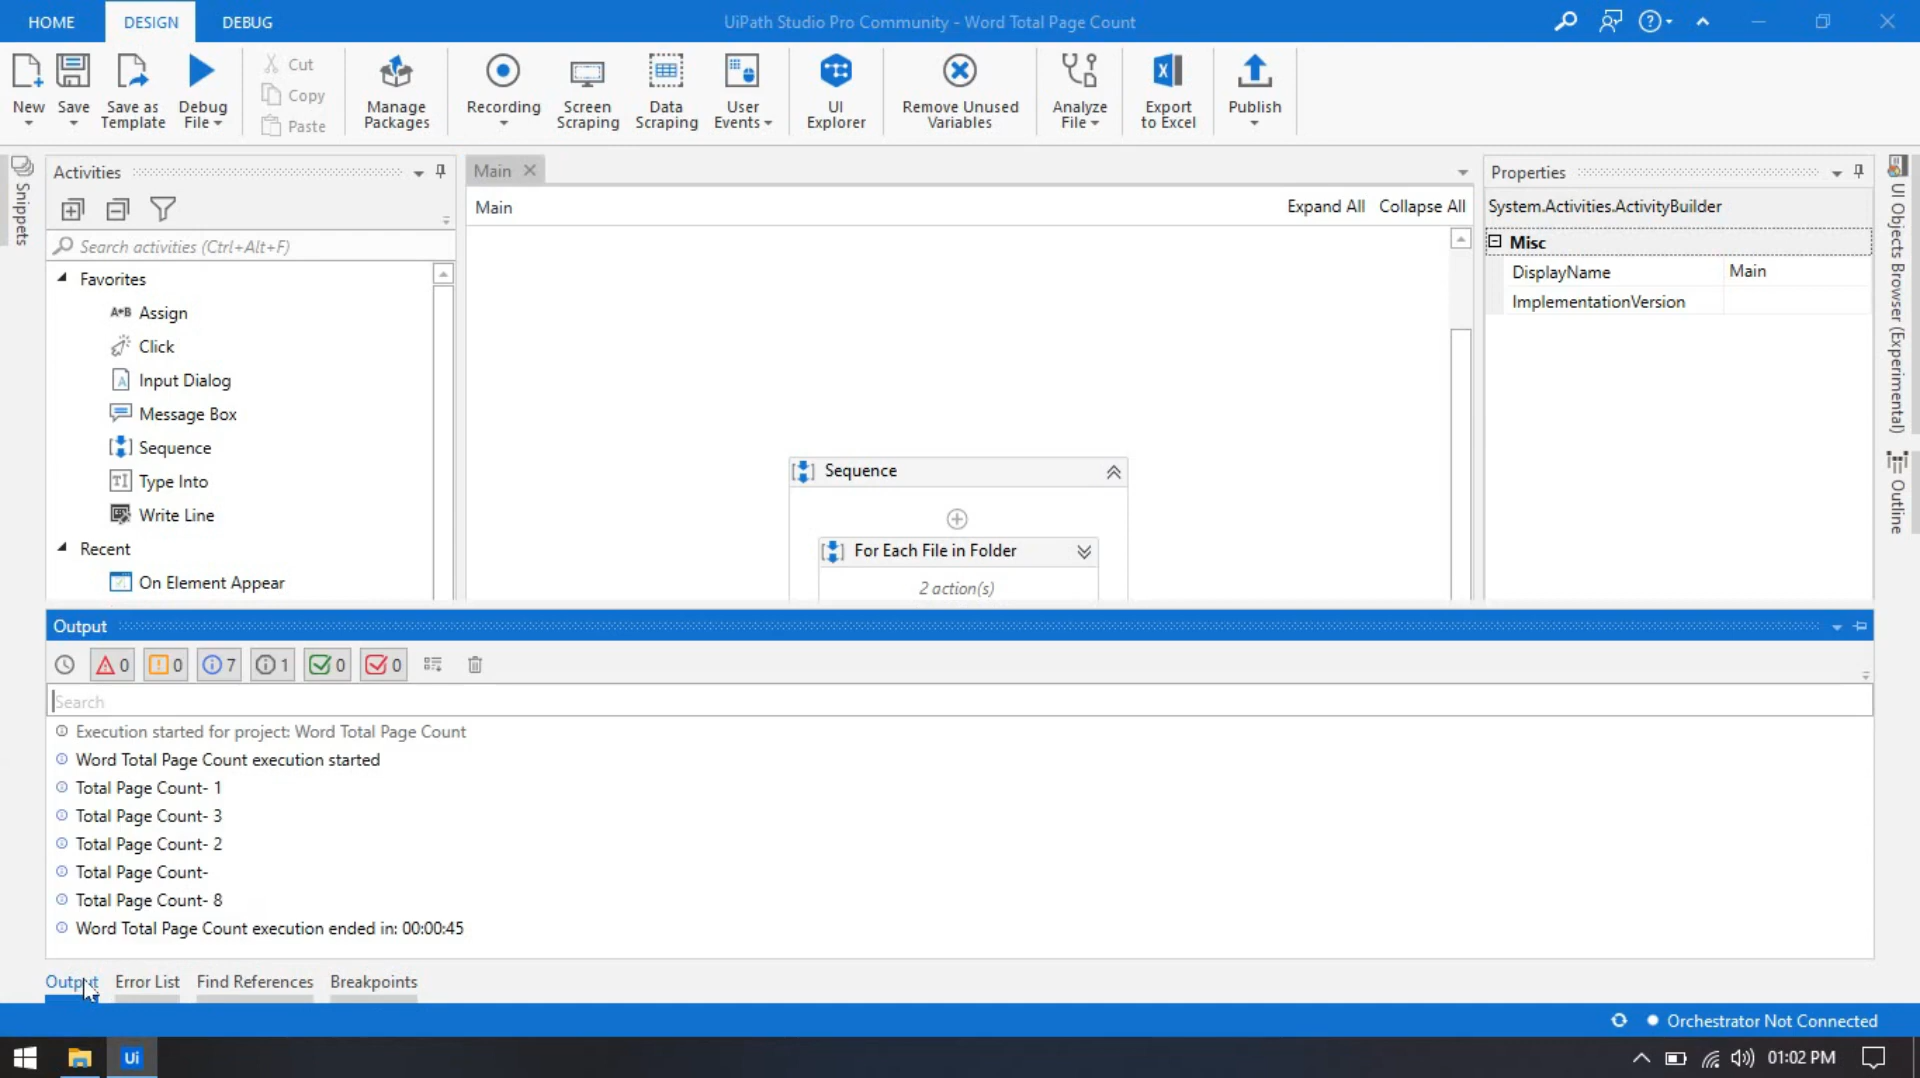 HOME DESIGN DEBUG UiPath Studio Pro Community - Word Total Page Count
New Save Save as Template Debug File Cut Copy Paste Manage Packages Recording Screen Scraping Data Scraping User Events UI Explorer Remove Unused Variables Analyze File Export to Excel Publish
Snippets
Activities
Search activities (Ctrl+Alt+F)
Favorites
Assign
Click
Input Dialog
Message Box
Sequence
Type Into
Write Line
Recent
On Element Appear
Main
Main Expand All Collapse All
Sequence
For Each File in Folder
2 action(s)
Properties
System.Activities.ActivityBuilder
Misc
DisplayName Main
ImplementationVersion
UI Objects Browser (Experimental)
Outline
Output
0 0 7 1 0 0
Search
Execution started for project: Word Total Page Count
Word Total Page Count execution started
Total Page Count- 1
Total Page Count- 3
Total Page Count- 2
Total Page Count-
Total Page Count- 8
Word Total Page Count execution ended in: 00:00:45
Output Error List Find References Breakpoints
Orchestrator Not Connected
Ui 01:02 PM